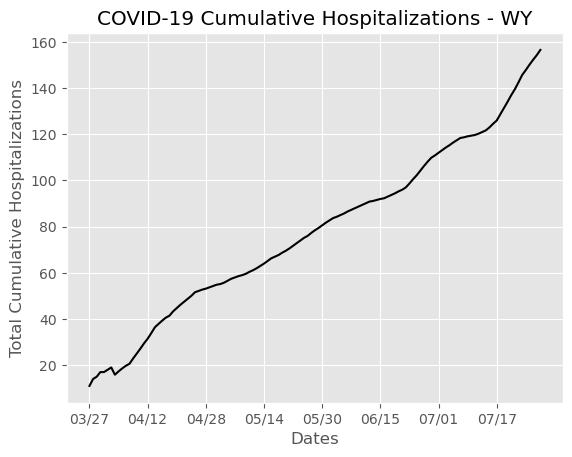 COVID-19 Cumulative Hospitalizations - WY
Total Cumulative Hospitalizations
160
140
120
100
80
60
40
20
03/27 04/12 04/28 05/14 05/30 06/15 07/01 07/17
Dates